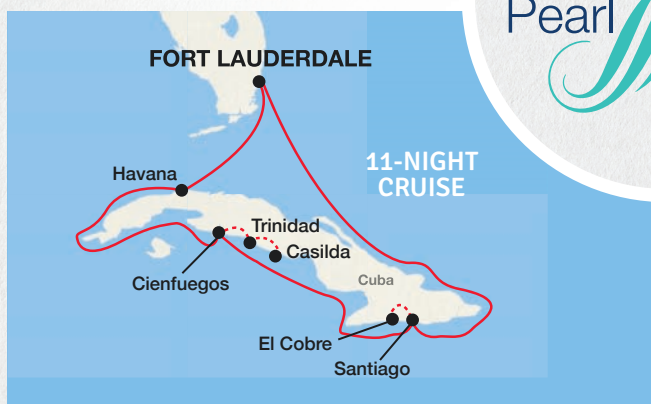 Pearl
FORT LAUDERDALE
11-NIGHT
CRUISE
Havana
Trinidad
Casilda
Cienfuegos
Cuba
El Cobre
Santiago